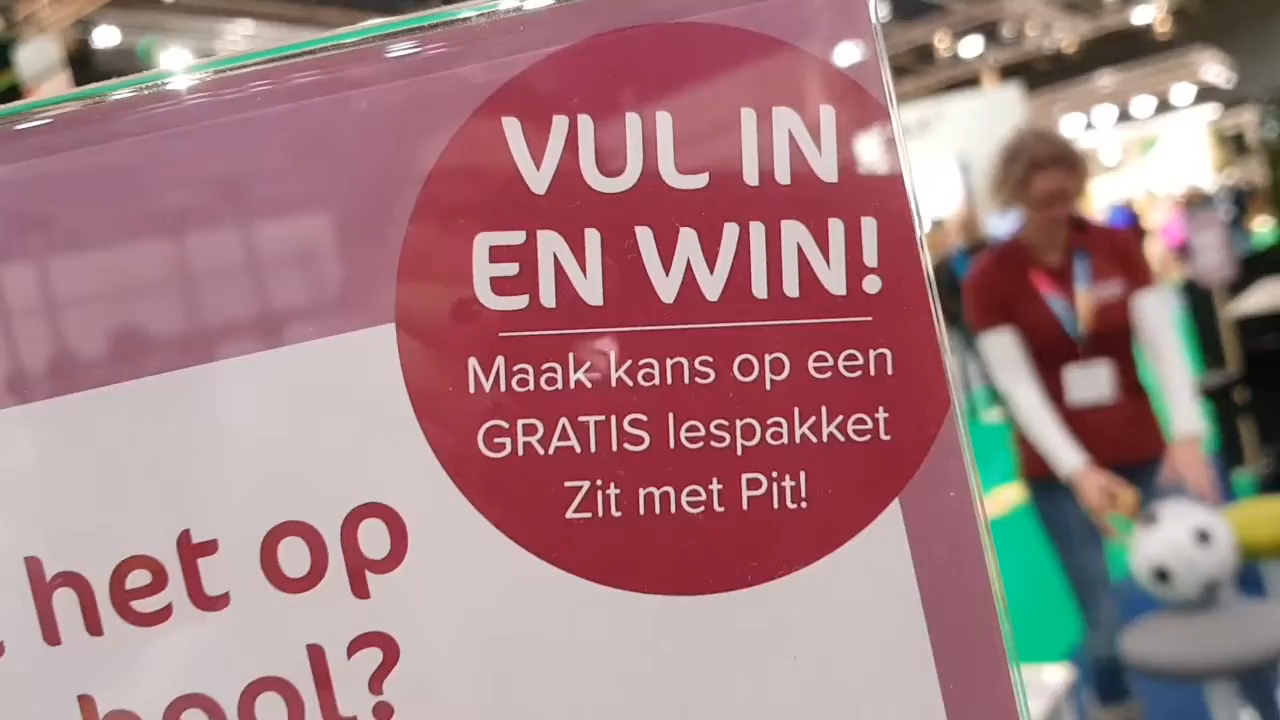 VUL IN
EN WIN!
Maak kans op een
GRATIS lespakket
Zit met Pit!
het op